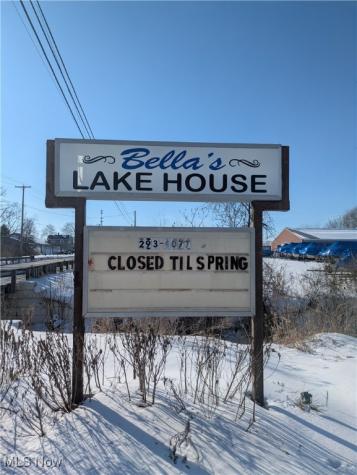 Bella's
LAKE HOUSE
CLOSED TIL SPRING
MLS Now